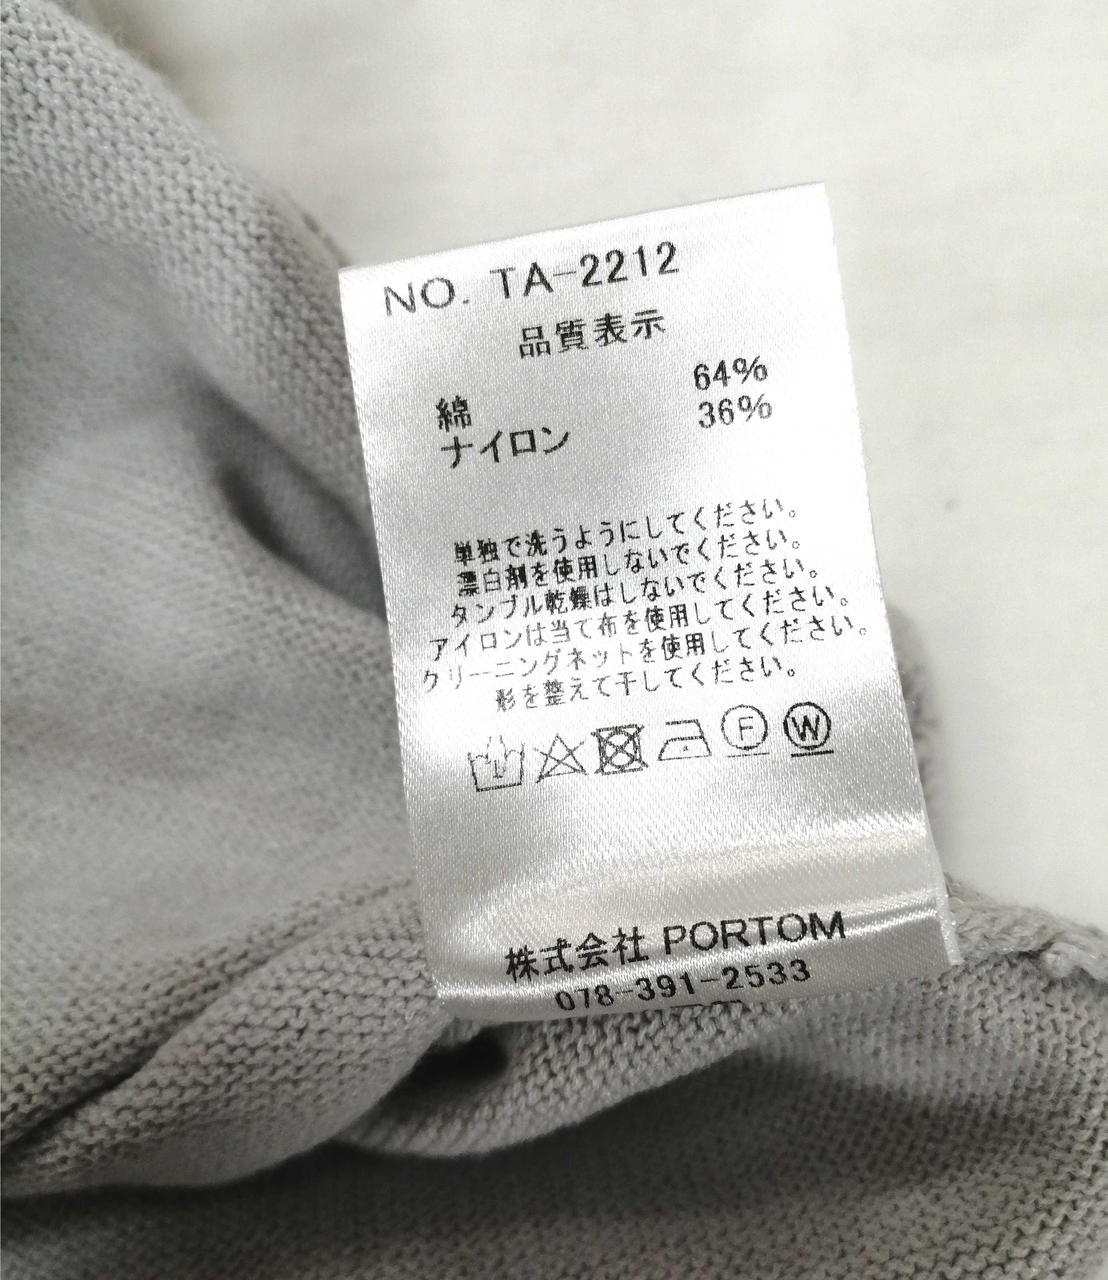 NO. TA-2212
品質表示
綿 64%
ナイロン 36%
単独で洗うようにしてください。
漂白剤を使用しないでください。
タンブル乾燥はしないでください。
アイロンは当て布を使用してください。
クリーニングネットを使用してください。
形を整えて干してください。
F W
株式会社 PORTOM
078-391-2533